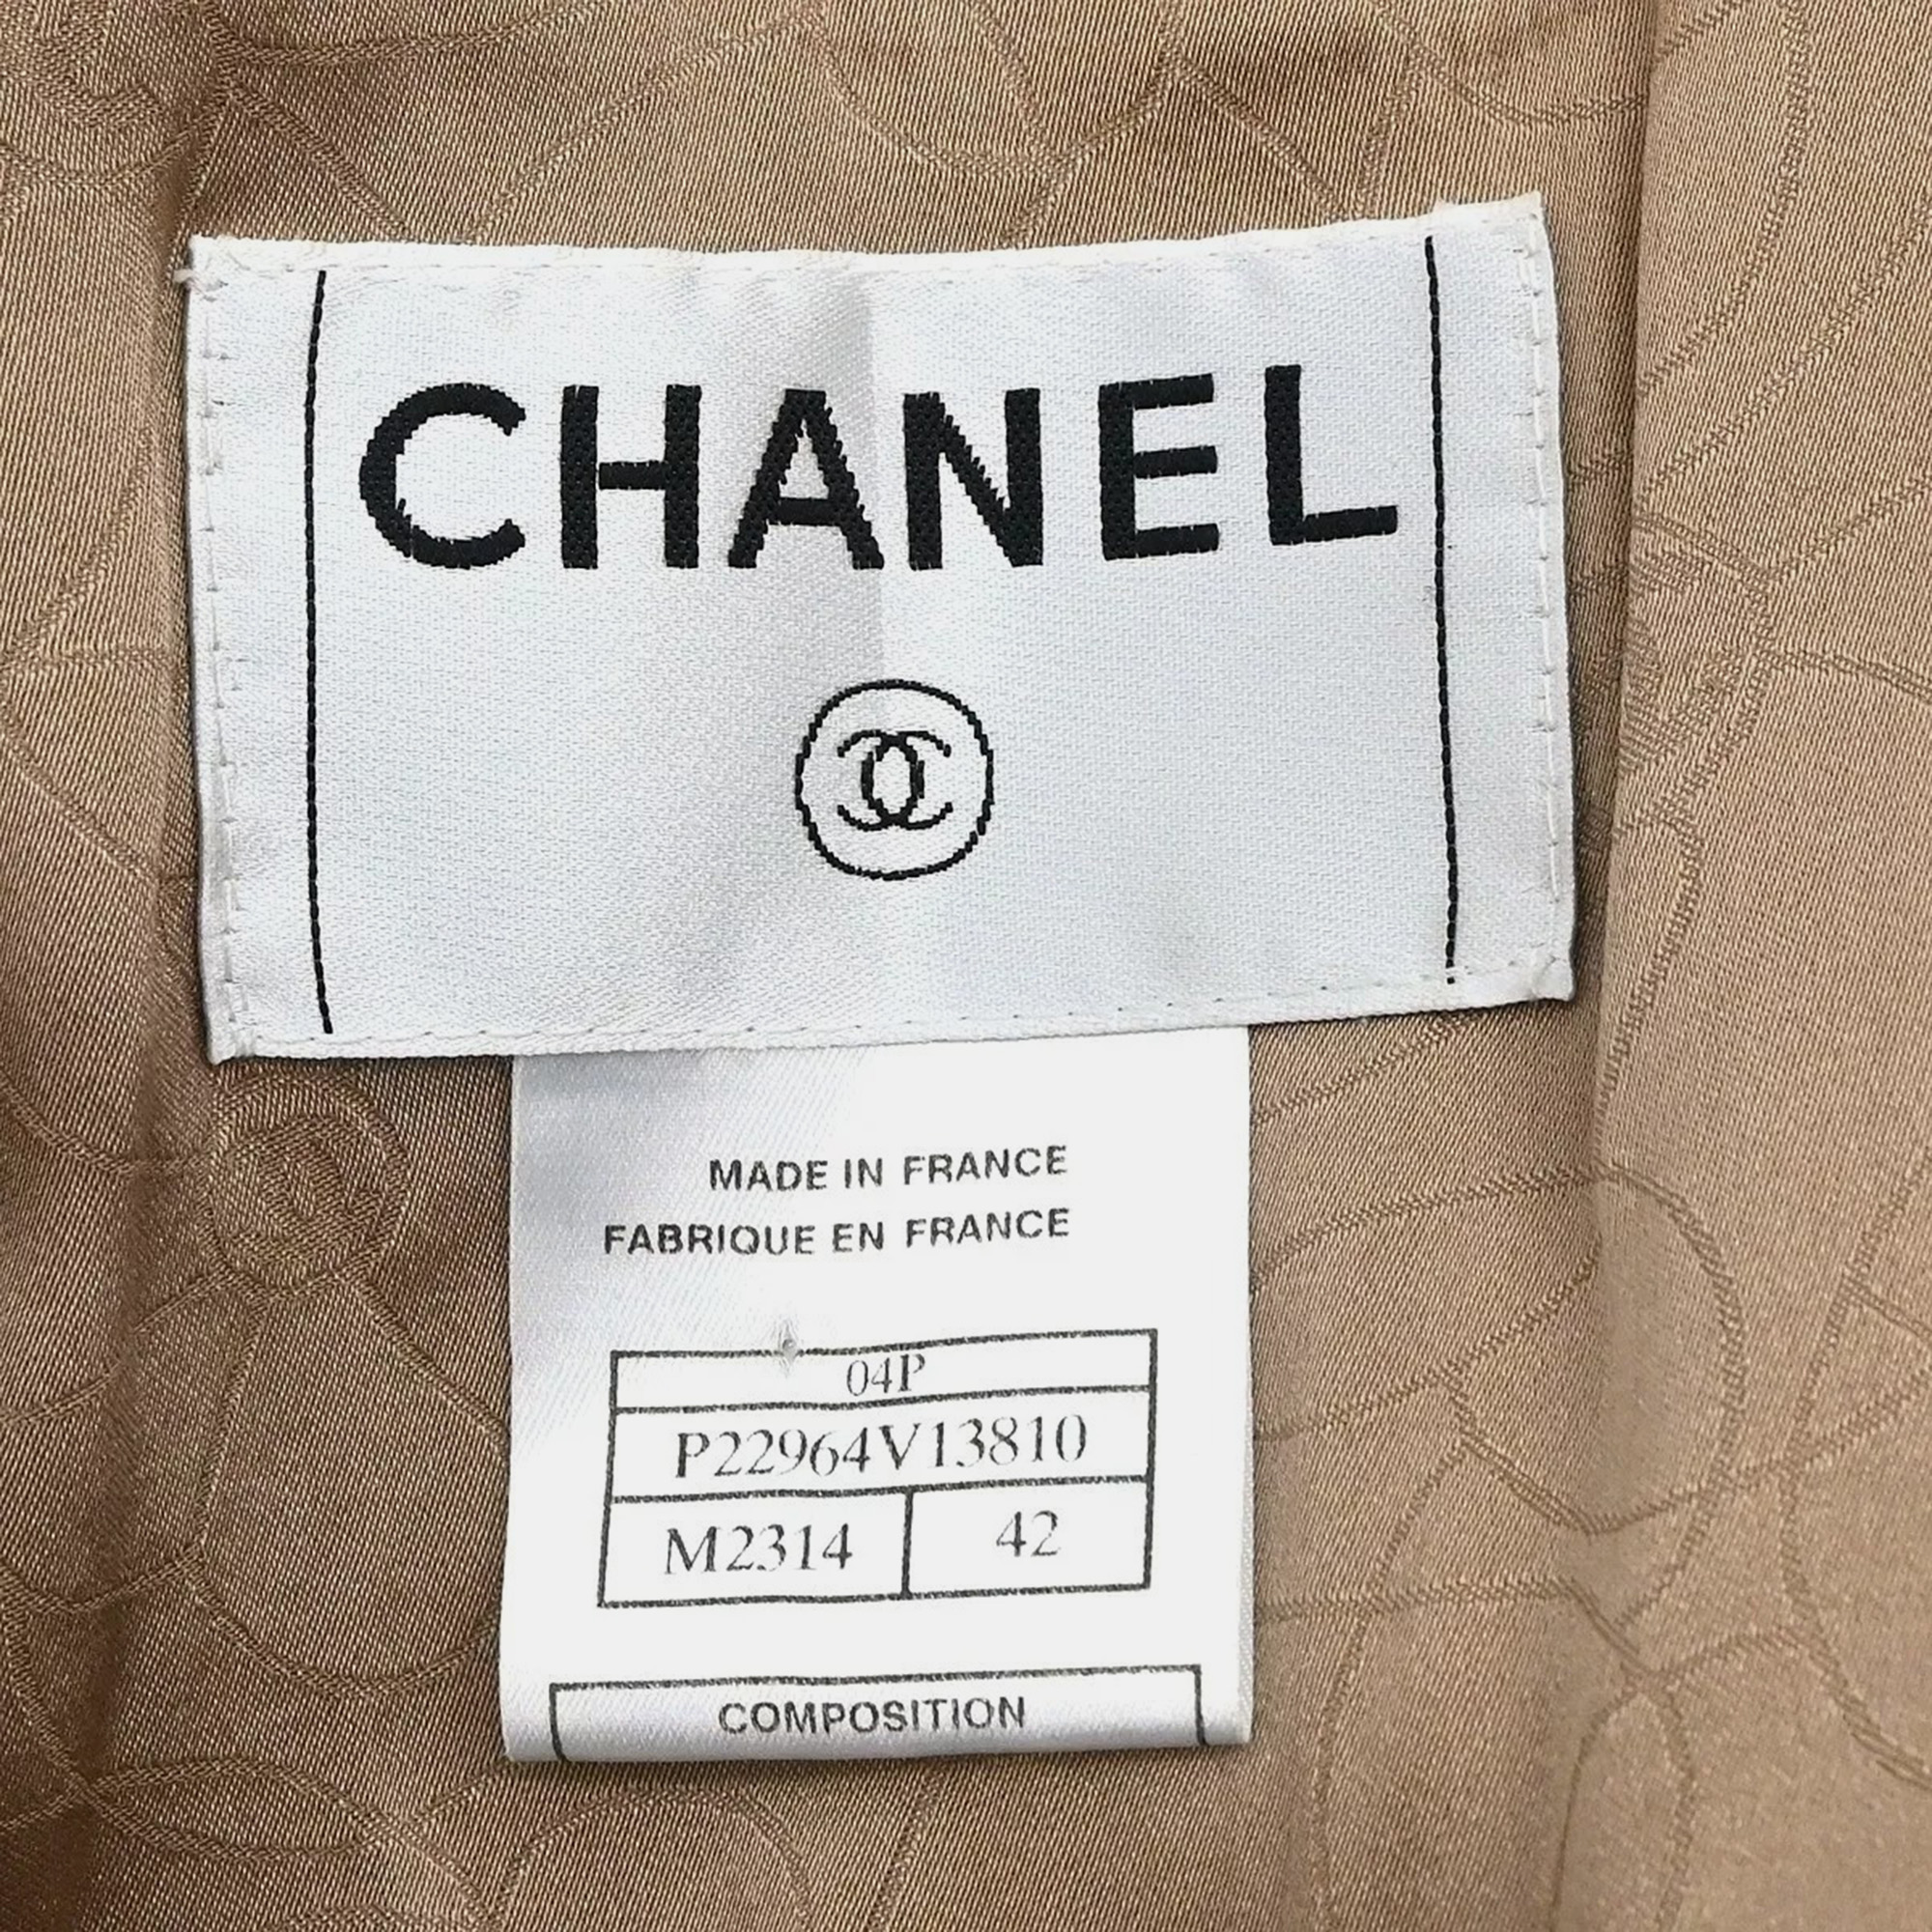 CHANEL
MADE IN FRANCE
FABRIQUE EN FRANCE
04P
P22964V13810
M2314 42
COMPOSITION